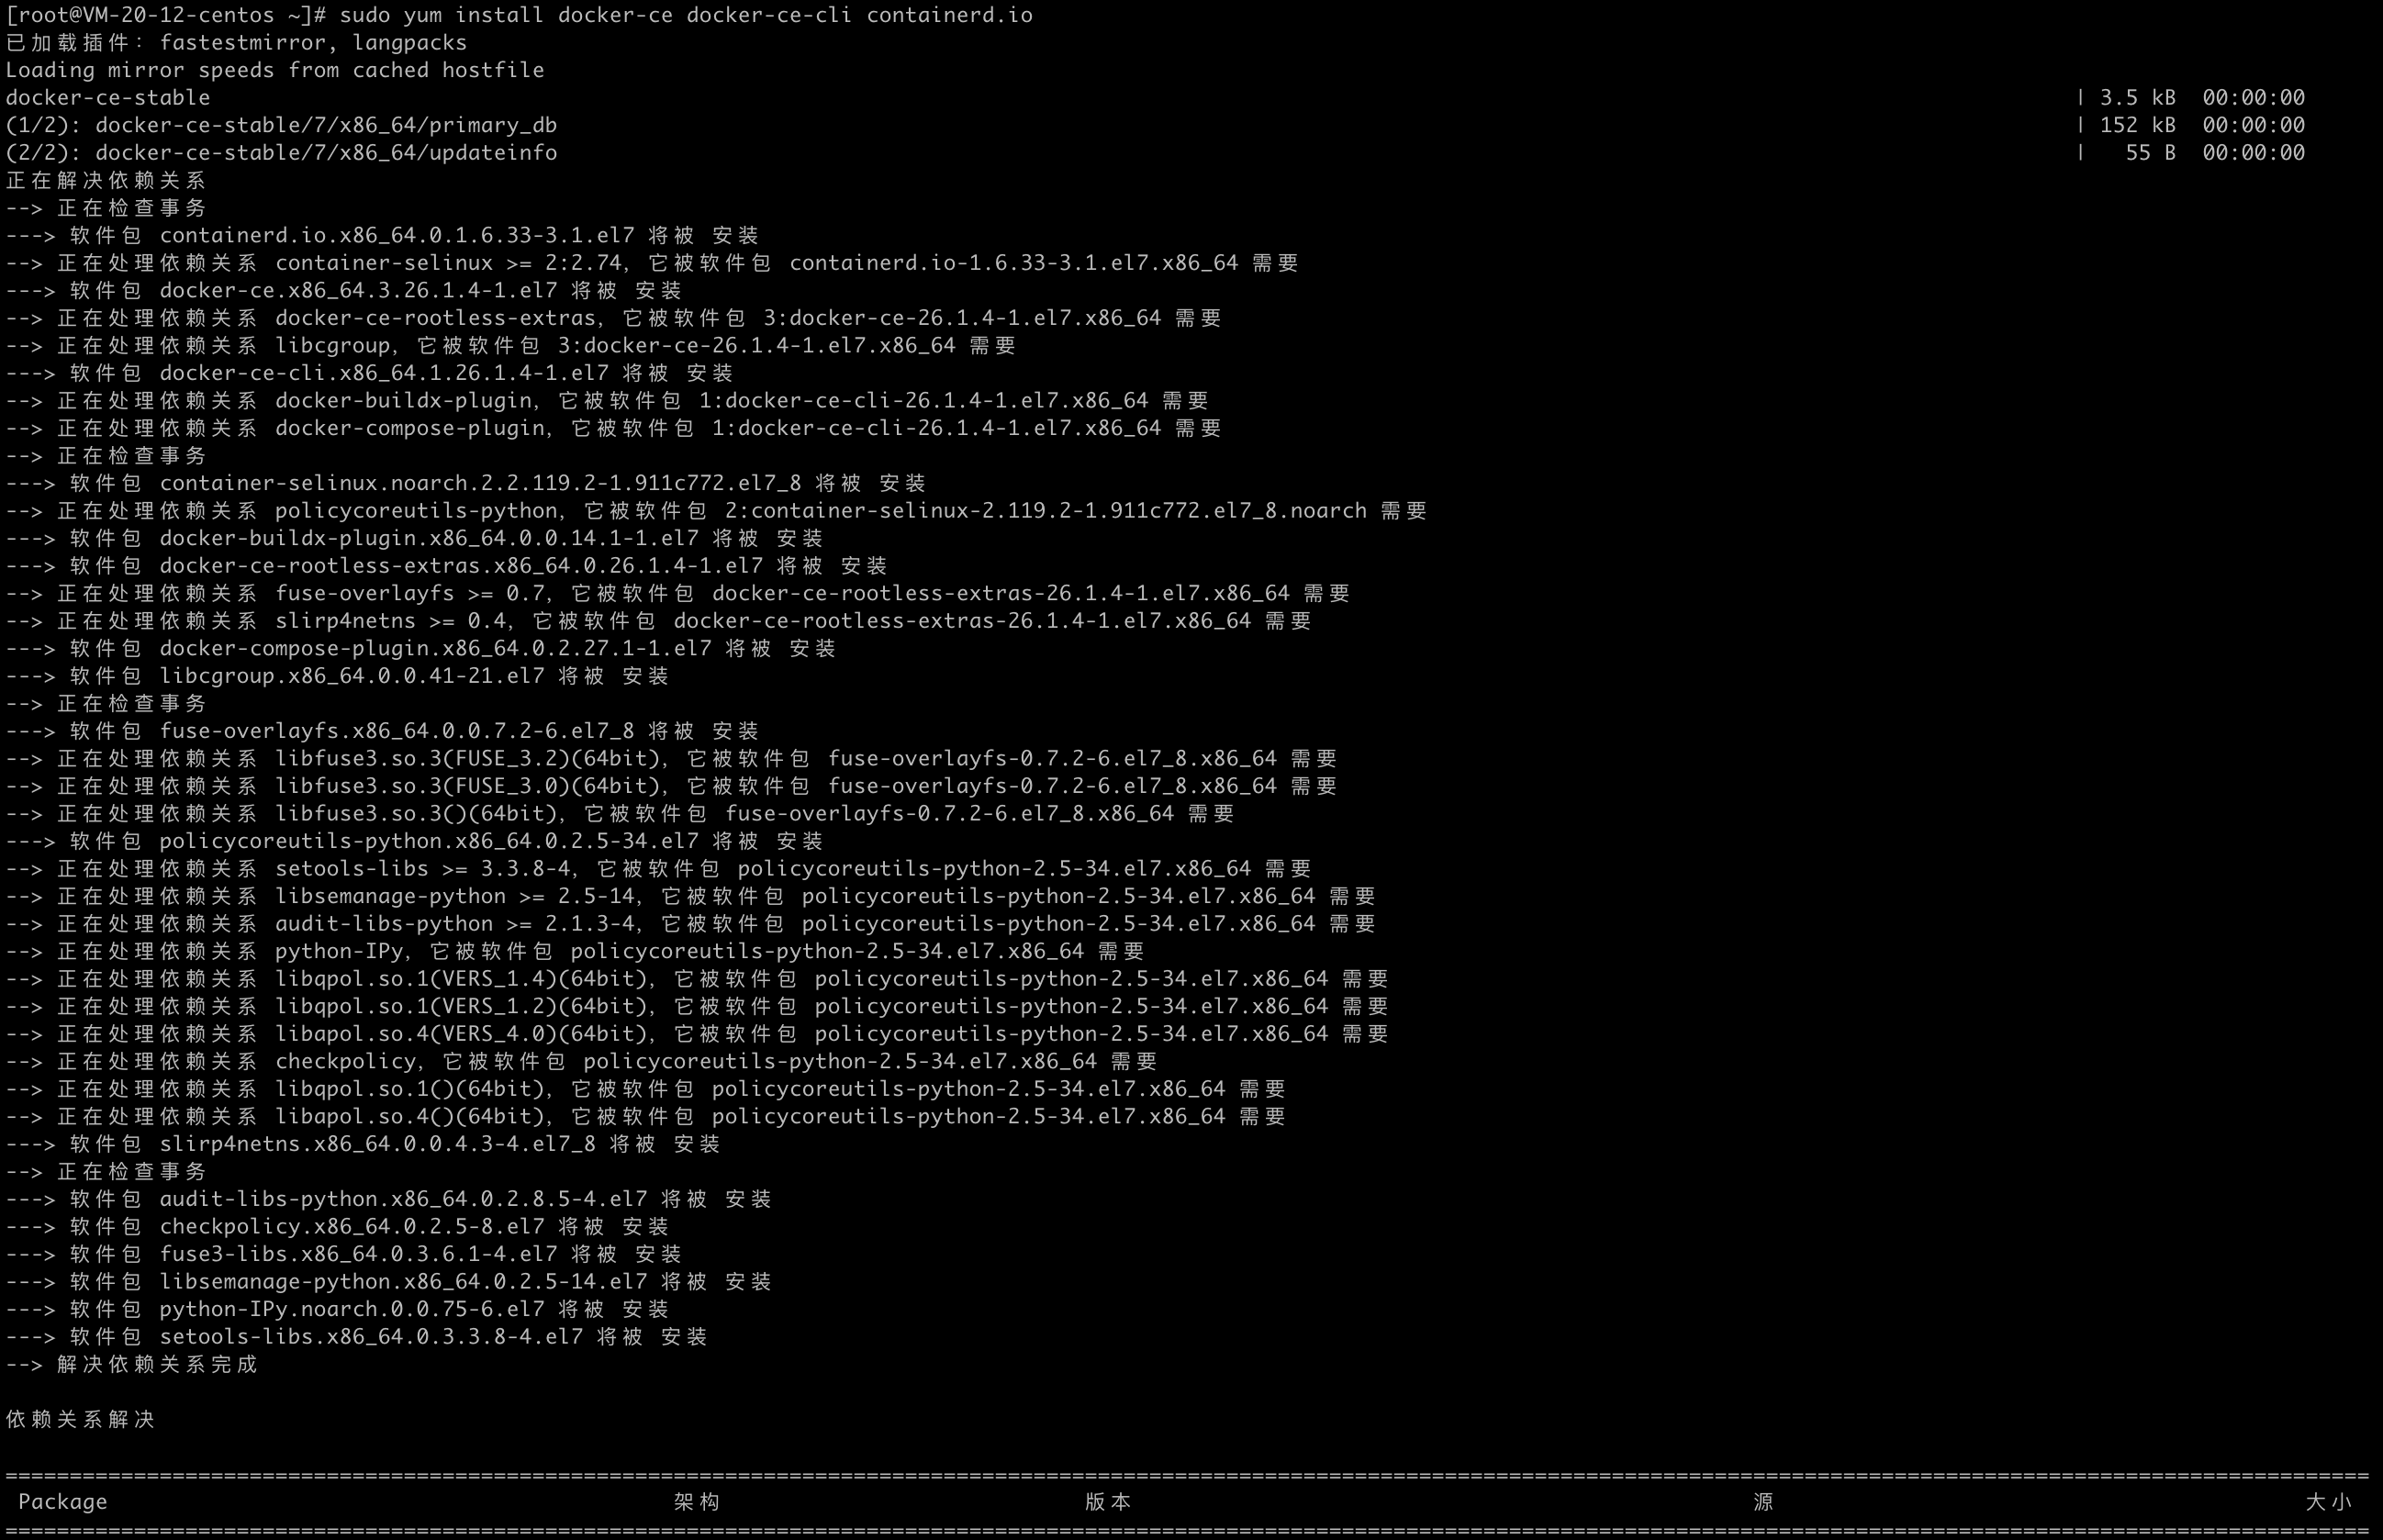 [root@VM-20-12-centos ~]# sudo yum install docker-ce docker-ce-cli containerd.io
已加载插件：fastestmirror, langpacks
Loading mirror speeds from cached hostfile
docker-ce-stable | 3.5 kB 00:00:00
(1/2): docker-ce-stable/7/x86_64/primary_db | 152 kB 00:00:00
(2/2): docker-ce-stable/7/x86_64/updateinfo | 55 B 00:00:00
正在解决依赖关系
--> 正在检查事务
---> 软件包 containerd.io.x86_64.0.1.6.33-3.1.el7 将被 安装
--> 正在处理依赖关系 container-selinux >= 2:2.74，它被软件包 containerd.io-1.6.33-3.1.el7.x86_64 需要
---> 软件包 docker-ce.x86_64.3.26.1.4-1.el7 将被 安装
--> 正在处理依赖关系 docker-ce-rootless-extras，它被软件包 3:docker-ce-26.1.4-1.el7.x86_64 需要
--> 正在处理依赖关系 libcgroup，它被软件包 3:docker-ce-26.1.4-1.el7.x86_64 需要
---> 软件包 docker-ce-cli.x86_64.1.26.1.4-1.el7 将被 安装
--> 正在处理依赖关系 docker-buildx-plugin，它被软件包 1:docker-ce-cli-26.1.4-1.el7.x86_64 需要
--> 正在处理依赖关系 docker-compose-plugin，它被软件包 1:docker-ce-cli-26.1.4-1.el7.x86_64 需要
--> 正在检查事务
---> 软件包 container-selinux.noarch.2.2.119.2-1.911c772.el7_8 将被 安装
--> 正在处理依赖关系 policycoreutils-python，它被软件包 2:container-selinux-2.119.2-1.911c772.el7_8.noarch 需要
---> 软件包 docker-buildx-plugin.x86_64.0.0.14.1-1.el7 将被 安装
---> 软件包 docker-ce-rootless-extras.x86_64.0.26.1.4-1.el7 将被 安装
--> 正在处理依赖关系 fuse-overlayfs >= 0.7，它被软件包 docker-ce-rootless-extras-26.1.4-1.el7.x86_64 需要
--> 正在处理依赖关系 slirp4netns >= 0.4，它被软件包 docker-ce-rootless-extras-26.1.4-1.el7.x86_64 需要
---> 软件包 docker-compose-plugin.x86_64.0.2.27.1-1.el7 将被 安装
---> 软件包 libcgroup.x86_64.0.0.41-21.el7 将被 安装
--> 正在检查事务
---> 软件包 fuse-overlayfs.x86_64.0.0.7.2-6.el7_8 将被 安装
--> 正在处理依赖关系 libfuse3.so.3(FUSE_3.2)(64bit)，它被软件包 fuse-overlayfs-0.7.2-6.el7_8.x86_64 需要
--> 正在处理依赖关系 libfuse3.so.3(FUSE_3.0)(64bit)，它被软件包 fuse-overlayfs-0.7.2-6.el7_8.x86_64 需要
--> 正在处理依赖关系 libfuse3.so.3()(64bit)，它被软件包 fuse-overlayfs-0.7.2-6.el7_8.x86_64 需要
---> 软件包 policycoreutils-python.x86_64.0.2.5-34.el7 将被 安装
--> 正在处理依赖关系 setools-libs >= 3.3.8-4，它被软件包 policycoreutils-python-2.5-34.el7.x86_64 需要
--> 正在处理依赖关系 libsemanage-python >= 2.5-14，它被软件包 policycoreutils-python-2.5-34.el7.x86_64 需要
--> 正在处理依赖关系 audit-libs-python >= 2.1.3-4，它被软件包 policycoreutils-python-2.5-34.el7.x86_64 需要
--> 正在处理依赖关系 python-IPy，它被软件包 policycoreutils-python-2.5-34.el7.x86_64 需要
--> 正在处理依赖关系 libqpol.so.1(VERS_1.4)(64bit)，它被软件包 policycoreutils-python-2.5-34.el7.x86_64 需要
--> 正在处理依赖关系 libqpol.so.1(VERS_1.2)(64bit)，它被软件包 policycoreutils-python-2.5-34.el7.x86_64 需要
--> 正在处理依赖关系 libapol.so.4(VERS_4.0)(64bit)，它被软件包 policycoreutils-python-2.5-34.el7.x86_64 需要
--> 正在处理依赖关系 checkpolicy，它被软件包 policycoreutils-python-2.5-34.el7.x86_64 需要
--> 正在处理依赖关系 libqpol.so.1()(64bit)，它被软件包 policycoreutils-python-2.5-34.el7.x86_64 需要
--> 正在处理依赖关系 libapol.so.4()(64bit)，它被软件包 policycoreutils-python-2.5-34.el7.x86_64 需要
---> 软件包 slirp4netns.x86_64.0.0.4.3-4.el7_8 将被 安装
--> 正在检查事务
---> 软件包 audit-libs-python.x86_64.0.2.8.5-4.el7 将被 安装
---> 软件包 checkpolicy.x86_64.0.2.5-8.el7 将被 安装
---> 软件包 fuse3-libs.x86_64.0.3.6.1-4.el7 将被 安装
---> 软件包 libsemanage-python.x86_64.0.2.5-14.el7 将被 安装
---> 软件包 python-IPy.noarch.0.0.75-6.el7 将被 安装
---> 软件包 setools-libs.x86_64.0.3.3.8-4.el7 将被 安装
--> 解决依赖关系完成
依赖关系解决
Package 架构 版本 源 大小